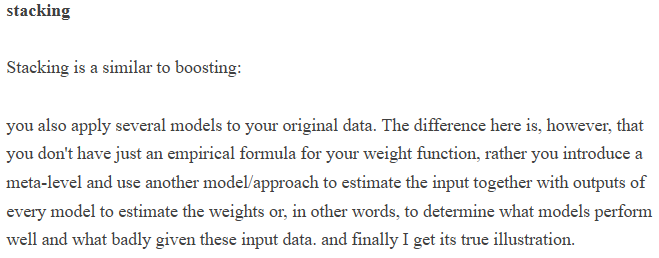 stacking
Stacking is a similar to boosting:
you also apply several models to your original data. The difference here is, however, that
you don't have just an empirical formula for your weight function, rather you introduce a
meta-level and use another model/approach to estimate the input together with outputs of
every model to estimate the weights or, in other words, to determine what models perform
well and what badly given these input data. and finally I get its true illustration.